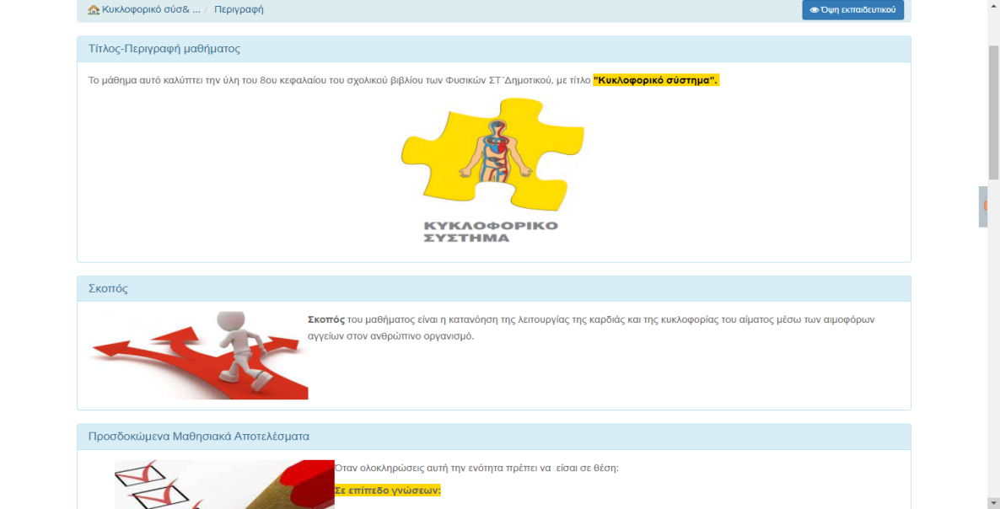 Κυκλοφορικό σύσ& ... / Περιγραφή
Όψη εκπαιδευτικού
Τίτλος-Περιγραφή μαθήματος
Το μάθημα αυτό καλύπτει την ύλη του 8ου κεφαλαίου του σχολικού βιβλίου των Φυσικών ΣΤ΄Δημοτικού, με τίτλο "Κυκλοφορικό σύστημα".
ΚΥΚΛΟΦΟΡΙΚΟ
ΣΥΣΤΗΜΑ
Σκοπός
Σκοπός του μαθήματος είναι η κατανόηση της λειτουργίας της καρδιάς και της κυκλοφορίας του αίματος μέσω των αιμοφόρων
αγγείων στον ανθρώπινο οργανισμό.
Προσδοκώμενα Μαθησιακά Αποτελέσματα
Όταν ολοκληρώσεις αυτή την ενότητα πρέπει να είσαι σε θέση:
Σε επίπεδο γνώσεων: